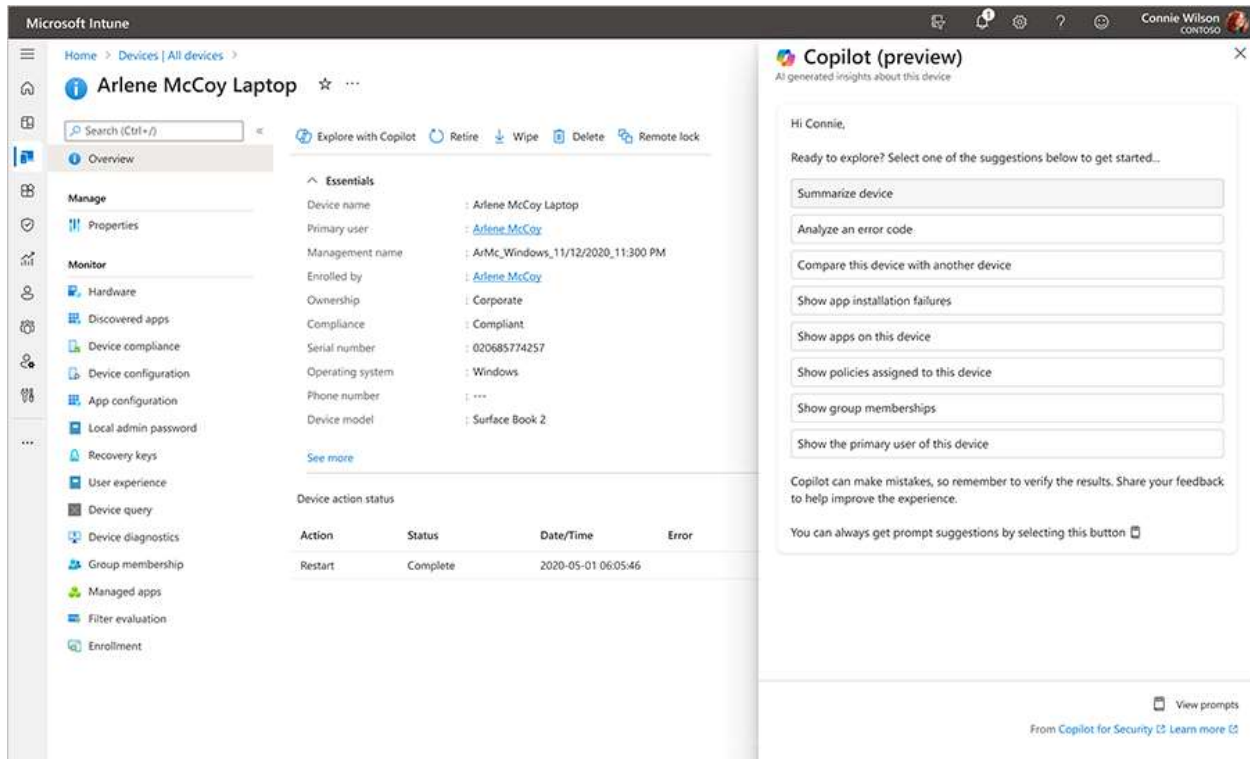 Microsoft Intune
1
Connie Wilson
CONTOSO
Home > Devices | All devices >
Arlene McCoy Laptop
Search (Ctrl+/)
Overview
Manage
Properties
Monitor
Hardware
Discovered apps
Device compliance
Device configuration
App configuration
Local admin password
Recovery keys
User experience
Device query
Device diagnostics
Group membership
Managed apps
Filter evaluation
Enrollment
Explore with Copilot Retire Wipe Delete Remote lock
Essentials
Device name : Arlene McCoy Laptop
Primary user : Arlene McCoy
Management name : ArMc_Windows_11/12/2020_11:300 PM
Enrolled by : Arlene McCoy
Ownership : Corporate
Compliance : Compliant
Serial number : 020685774257
Operating system : Windows
Phone number : ---
Device model : Surface Book 2
See more
Device action status
Action Status Date/Time Error
Restart Complete 2020-05-01 06:05:46
Copilot (preview)
AI generated insights about this device
Hi Connie,
Ready to explore? Select one of the suggestions below to get started...
Summarize device
Analyze an error code
Compare this device with another device
Show app installation failures
Show apps on this device
Show policies assigned to this device
Show group memberships
Show the primary user of this device
Copilot can make mistakes, so remember to verify the results. Share your feedback
to help improve the experience.
You can always get prompt suggestions by selecting this button
View prompts
From Copilot for Security Learn more